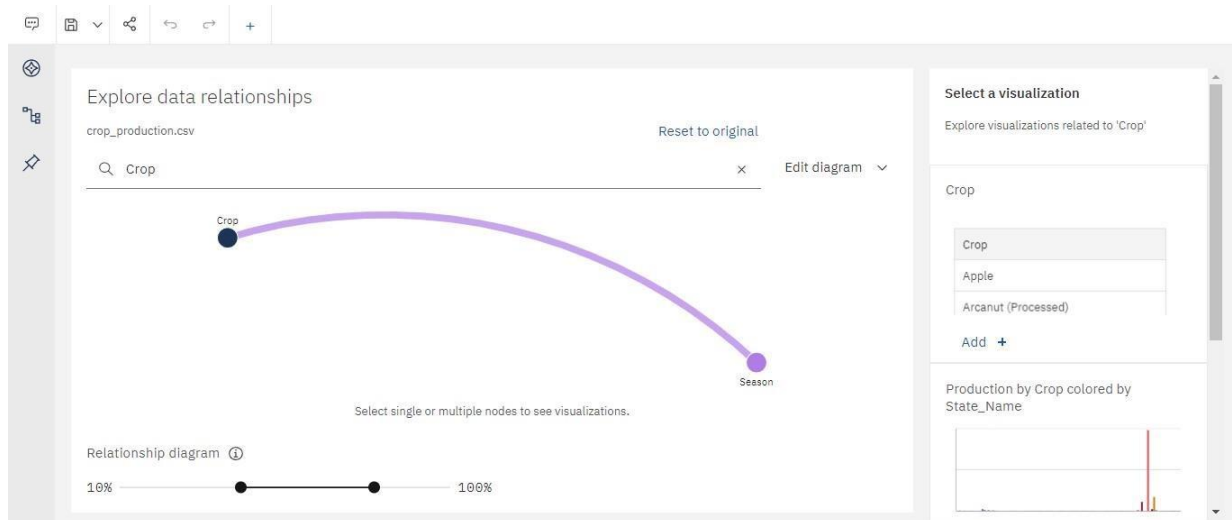 Explore data relationships
crop_production.csv
Reset to original
Crop
Edit diagram
Crop
Season
Select single or multiple nodes to see visualizations.
Relationship diagram
10%
100%
Select a visualization
Explore visualizations related to 'Crop'
Crop
Crop
Apple
Arcanut (Processed)
Add +
Production by Crop colored by
State_Name